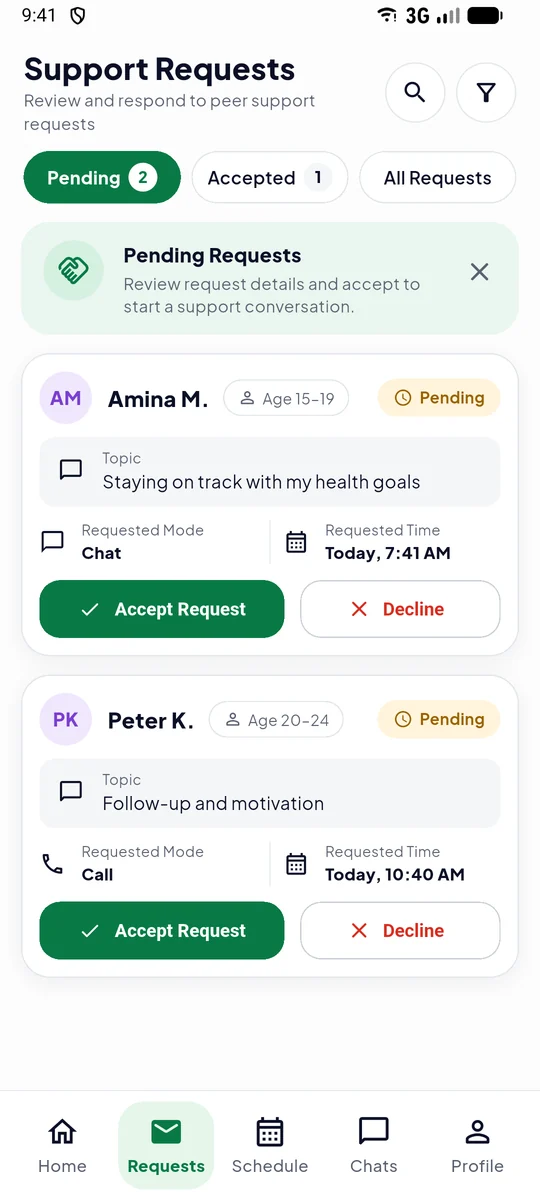 9:41
3G
Support Requests
Review and respond to peer support
requests
Pending 2
Accepted 1
All Requests
Pending Requests
Review request details and accept to
start a support conversation.
AM
Amina M.
Age 15–19
Pending
Topic
Staying on track with my health goals
Requested Mode
Chat
Requested Time
Today, 7:41 AM
Accept Request
Decline
PK
Peter K.
Age 20–24
Pending
Topic
Follow-up and motivation
Requested Mode
Call
Requested Time
Today, 10:40 AM
Accept Request
Decline
Home
Requests
Schedule
Chats
Profile